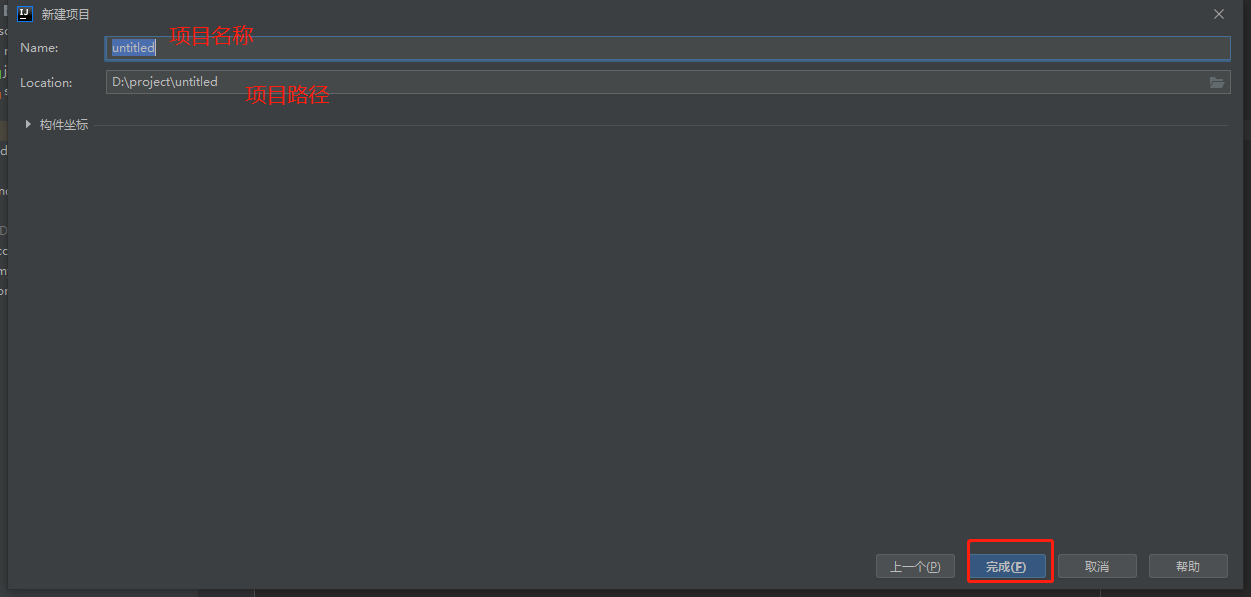 新建项目
Name: untitled 项目名称
Location: D:\project\untitled
项目路径
构件坐标
上一个(P) 完成(F) 取消 帮助